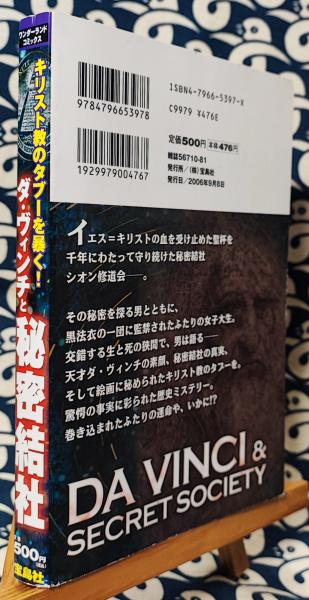 ワンダーランド
コミックス
キリスト教のタブーを暴く!
ダ・ヴィンチと
秘密結社
500円
宝島社
ISBN4-7966-5397-X
C9979 ¥476E
9784796653978
定価500円 本体476円
雑誌56710-81
発行所/(株)宝島社
発行日/2006年9月8日
1929979004767
イエス=キリストの血を受け止めた聖杯を
千年にわたって守り続けた秘密結社
シオン修道会──。
その秘密を探る男とともに、
黒法衣の一団に監禁されたふたりの女子大生。
交錯する生と死の狭間で、男は語る──
天才ダ・ヴィンチの素顔、秘密結社の真実、
そして絵画に秘められたキリスト教のタブーを。
驚愕の事実に彩られた歴史ミステリー。
巻き込まれたふたりの運命や、いかに!?
DA VINCI &
SECRET SOCIETY